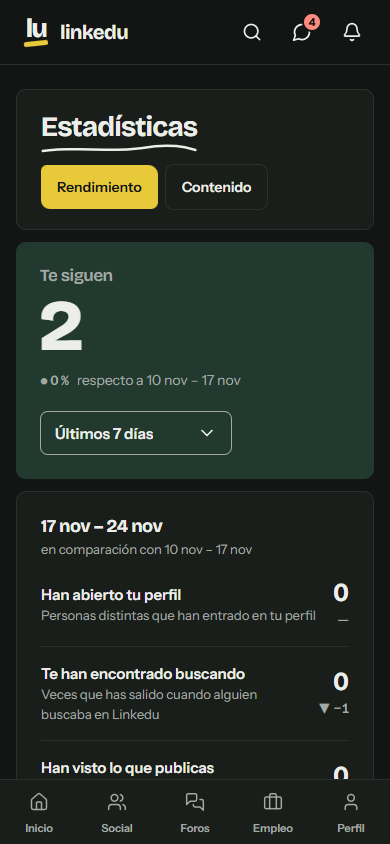 lu linkedu
4
Estadísticas
Rendimiento
Contenido
Te siguen
2
● 0 % respecto a 10 nov – 17 nov
Últimos 7 días
17 nov – 24 nov
en comparación con 10 nov – 17 nov
Han abierto tu perfil
0
Personas distintas que han entrado en tu perfil
—
Te han encontrado buscando
0
Veces que has salido cuando alguien
buscaba en Linkedu
▼ −1
Han visto lo que publicas
0
Inicio
Social
Foros
Empleo
Perfil